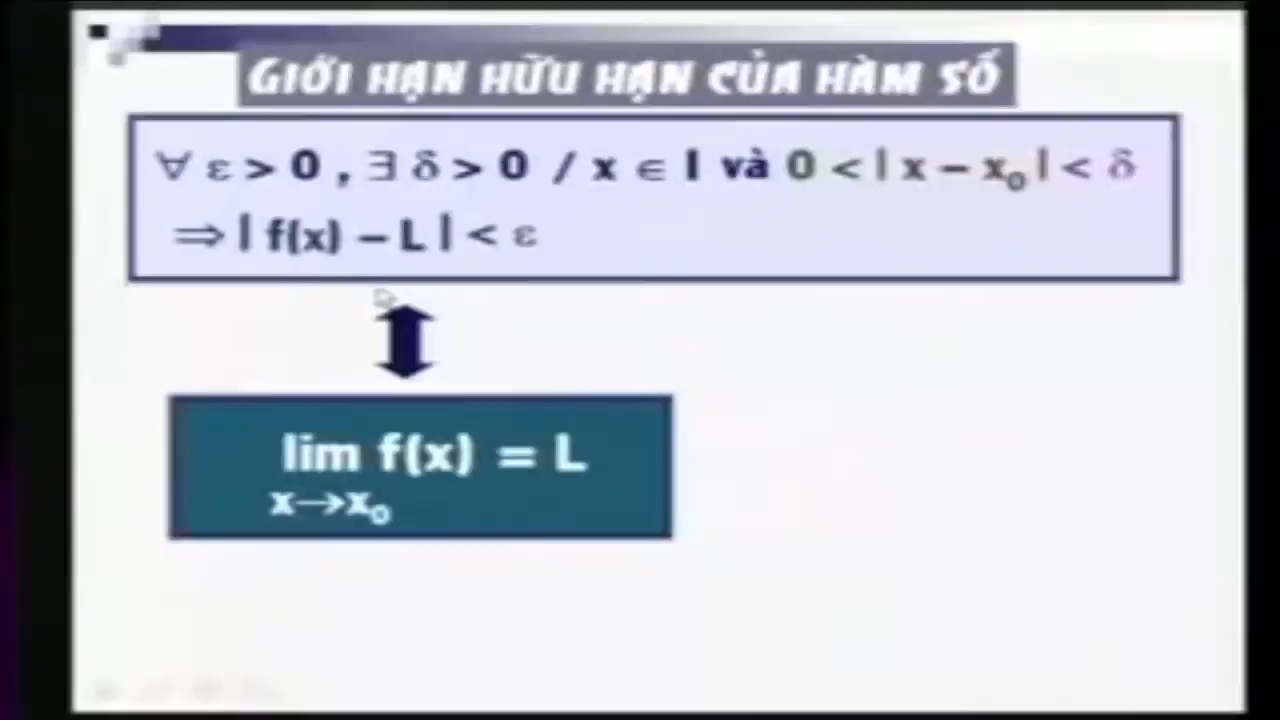 GIỚI HẠN HỮU HẠN CỦA HÀM SỐ
∀ ε > 0 , ∃ δ > 0 / x ∈ I và 0 < | x – x₀ | < δ
⇒ | f(x) – L | < ε
lim f(x) = L
x→x₀